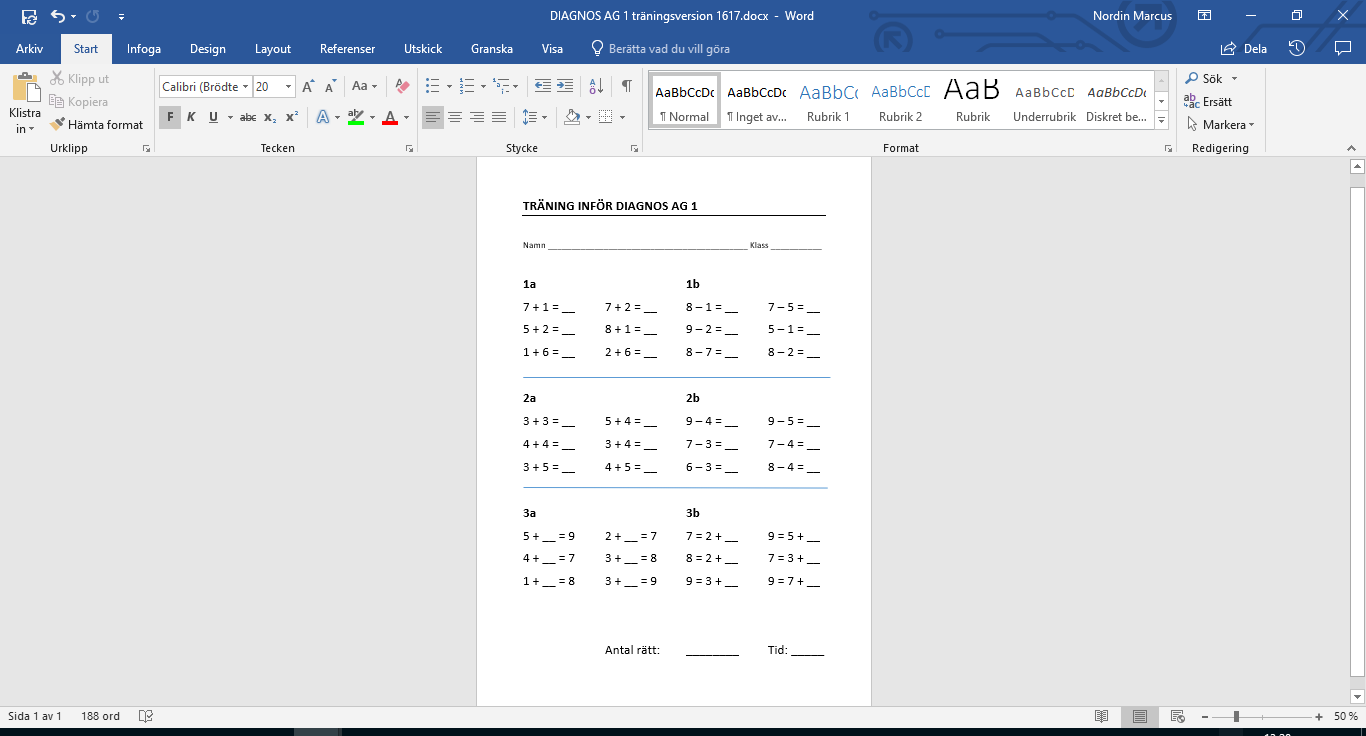 DIAGNOS AG 1 träningsversion 1617.docx - Word
Nordin Marcus
Arkiv Start Infoga Design Layout Referenser Utskick Granska Visa Berätta vad du vill göra Dela
Klistra in
Klipp ut
Kopiera
Hämta format
Urklipp
Calibri (Brödte 20 Aa
F K U abc x₂ x² A aby A
Tecken
Stycke
AaBbCcDc AaBbCcDc AaBbCc AaBbCcD AaB AaBbCcD AaBbCcDc
¶ Normal ¶ Inget av... Rubrik 1 Rubrik 2 Rubrik Underrubrik Diskret be...
Format
Sök
Ersätt
Markera
Redigering
TRÄNING INFÖR DIAGNOS AG 1
Namn ____________________ Klass __________
1a 1b
7 + 1 = __ 7 + 2 = __ 8 – 1 = __ 7 – 5 = __
5 + 2 = __ 8 + 1 = __ 9 – 2 = __ 5 – 1 = __
1 + 6 = __ 2 + 6 = __ 8 – 7 = __ 8 – 2 = __
2a 2b
3 + 3 = __ 5 + 4 = __ 9 – 4 = __ 9 – 5 = __
4 + 4 = __ 3 + 4 = __ 7 – 3 = __ 7 – 4 = __
3 + 5 = __ 4 + 5 = __ 6 – 3 = __ 8 – 4 = __
3a 3b
5 + __ = 9 2 + __ = 7 7 = 2 + __ 9 = 5 + __
4 + __ = 7 3 + __ = 8 8 = 2 + __ 7 = 3 + __
1 + __ = 8 3 + __ = 9 9 = 3 + __ 9 = 7 + __
Antal rätt: ________ Tid: _____
Sida 1 av 1 188 ord 50 %